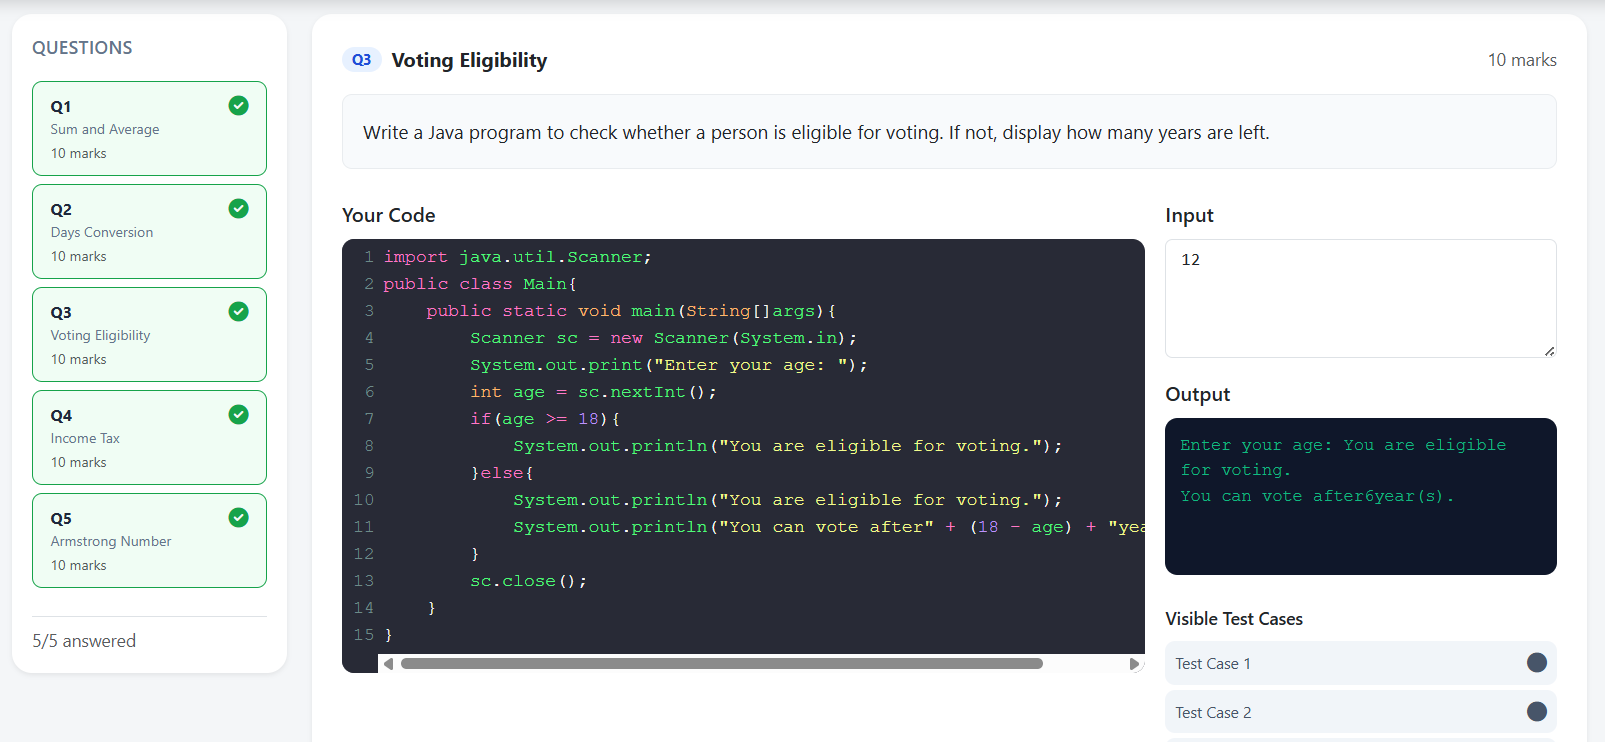 QUESTIONS
Q1
Sum and Average
10 marks
Q2
Days Conversion
10 marks
Q3
Voting Eligibility
10 marks
Q4
Income Tax
10 marks
Q5
Armstrong Number
10 marks
5/5 answered
Q3 Voting Eligibility 10 marks
Write a Java program to check whether a person is eligible for voting. If not, display how many years are left.
Your Code
1 import java.util.Scanner;
2 public class Main{
3     public static void main(String[]args){
4         Scanner sc = new Scanner(System.in);
5         System.out.print("Enter your age: ");
6         int age = sc.nextInt();
7         if(age >= 18){
8             System.out.println("You are eligible for voting.");
9         }else{
10             System.out.println("You are eligible for voting.");
11             System.out.println("You can vote after" + (18 - age) + "yea
12         }
13         sc.close();
14     }
15 }
Input
12
Output
Enter your age: You are eligible
for voting.
You can vote after6year(s).
Visible Test Cases
Test Case 1
Test Case 2